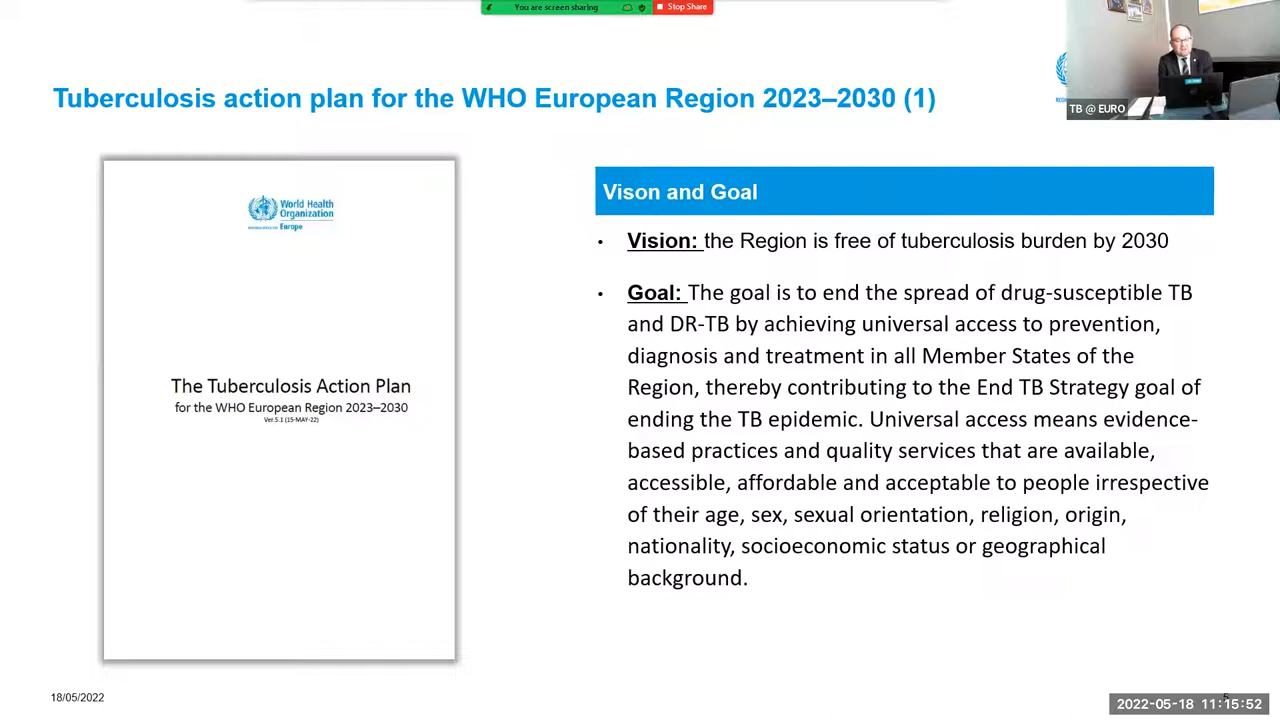 You are screen sharing
Stop Share
Tuberculosis action plan for the WHO European Region 2023–2030 (1)
TB @ EURO
World Health
Organization
Europe
The Tuberculosis Action Plan
for the WHO European Region 2023–2030
Ver.5.1 (15-MAY-22)
Vison and Goal
• Vision: the Region is free of tuberculosis burden by 2030
• Goal: The goal is to end the spread of drug-susceptible TB
and DR-TB by achieving universal access to prevention,
diagnosis and treatment in all Member States of the
Region, thereby contributing to the End TB Strategy goal of
ending the TB epidemic. Universal access means evidence-
based practices and quality services that are available,
accessible, affordable and acceptable to people irrespective
of their age, sex, sexual orientation, religion, origin,
nationality, socioeconomic status or geographical
background.
18/05/2022
5
2022-05-18 11:15:52